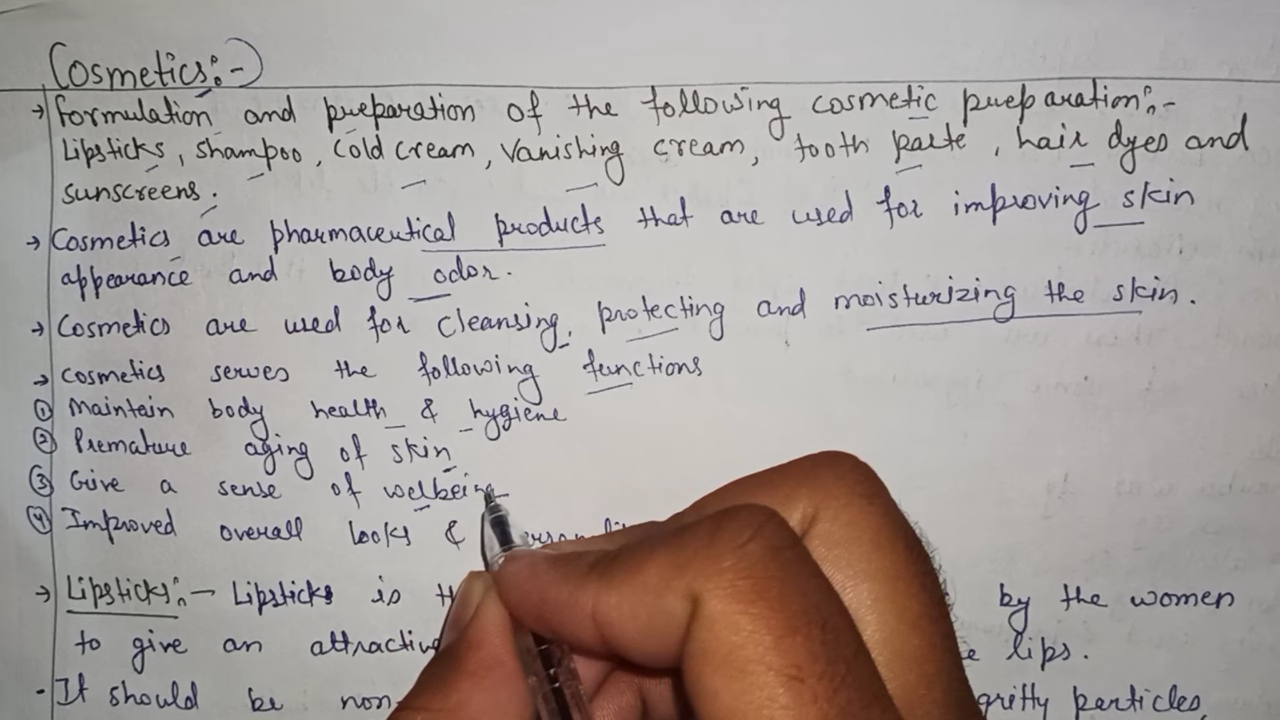 Cosmetics:-
→ Formulation and preparation of the following cosmetic preparation:-
Lipsticks, shampoo, cold cream, vanishing cream, tooth paste, hair dyes and
sunscreens.
→ Cosmetics are pharmaceutical products that are used for improving skin
appearance and body odor.
→ Cosmetics are used for cleansing, protecting and moisturizing the skin.
→ Cosmetics serves the following functions
① Maintain body health & hygiene
② Premature aging of skin
③ Give a sense of welbeing
④ Improved overall looks &
→ Lipsticks:- Lipsticks is by the women
to give an attractive lips.
• It should be non- gritty particles